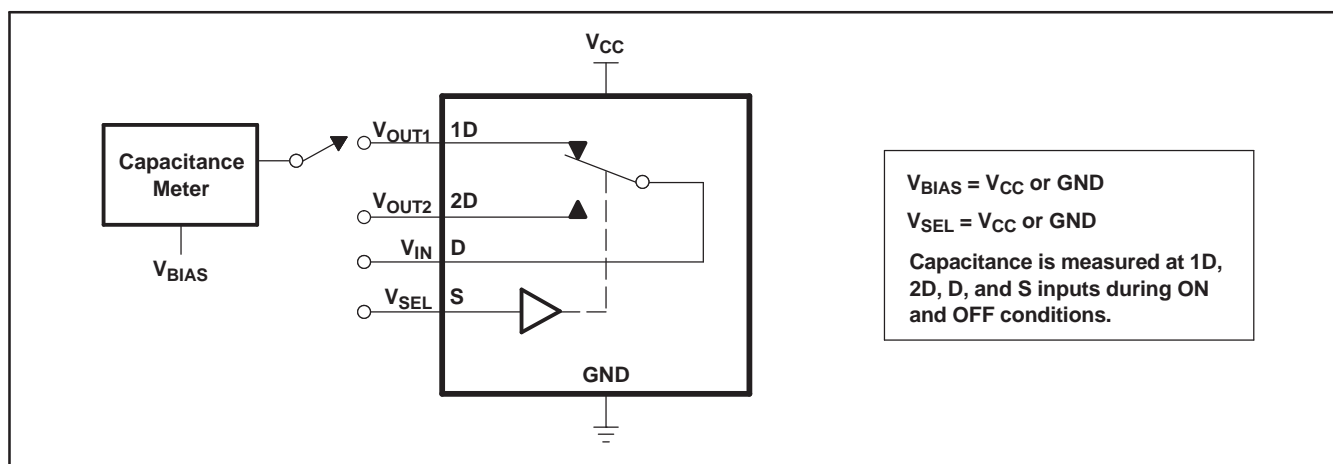 VCC
Capacitance
Meter
VBIAS
VOUT1 1D
VOUT2 2D
VIN D
VSEL S
GND
VBIAS = VCC or GND
VSEL = VCC or GND
Capacitance is measured at 1D,
2D, D, and S inputs during ON
and OFF conditions.